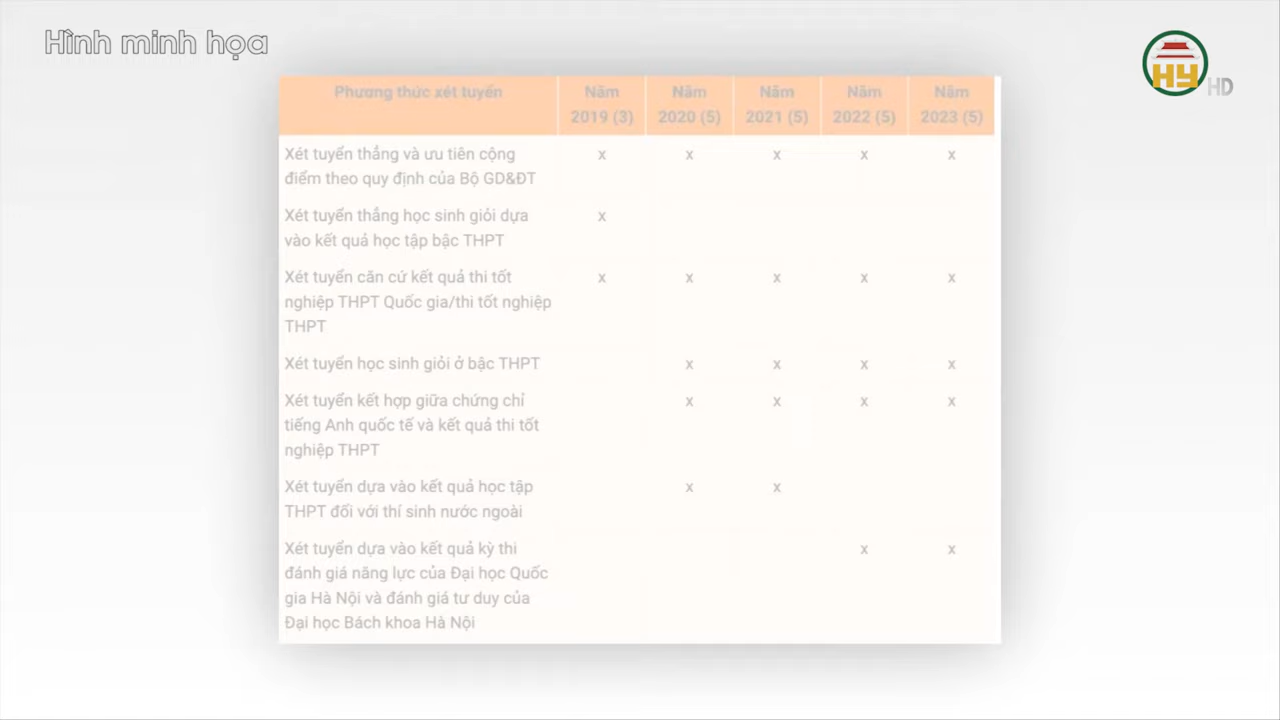 Hình minh họa
HY HD
Phương thức xét tuyển Năm 2019 (3) Năm 2020 (5) Năm 2021 (5) Năm 2022 (5) Năm 2023 (5)
Xét tuyển thẳng và ưu tiên cộng x x x x x
điểm theo quy định của Bộ GD&ĐT
Xét tuyển thẳng học sinh giỏi dựa x
vào kết quả học tập bậc THPT
Xét tuyển căn cứ kết quả thi tốt x x x x x
nghiệp THPT Quốc gia/thi tốt nghiệp
THPT
Xét tuyển học sinh giỏi ở bậc THPT x x x x
Xét tuyển kết hợp giữa chứng chỉ x x x x
tiếng Anh quốc tế và kết quả thi tốt
nghiệp THPT
Xét tuyển dựa vào kết quả học tập x x
THPT đối với thí sinh nước ngoài
Xét tuyển dựa vào kết quả kỳ thi x x
đánh giá năng lực của Đại học Quốc
gia Hà Nội và đánh giá tư duy của
Đại học Bách khoa Hà Nội